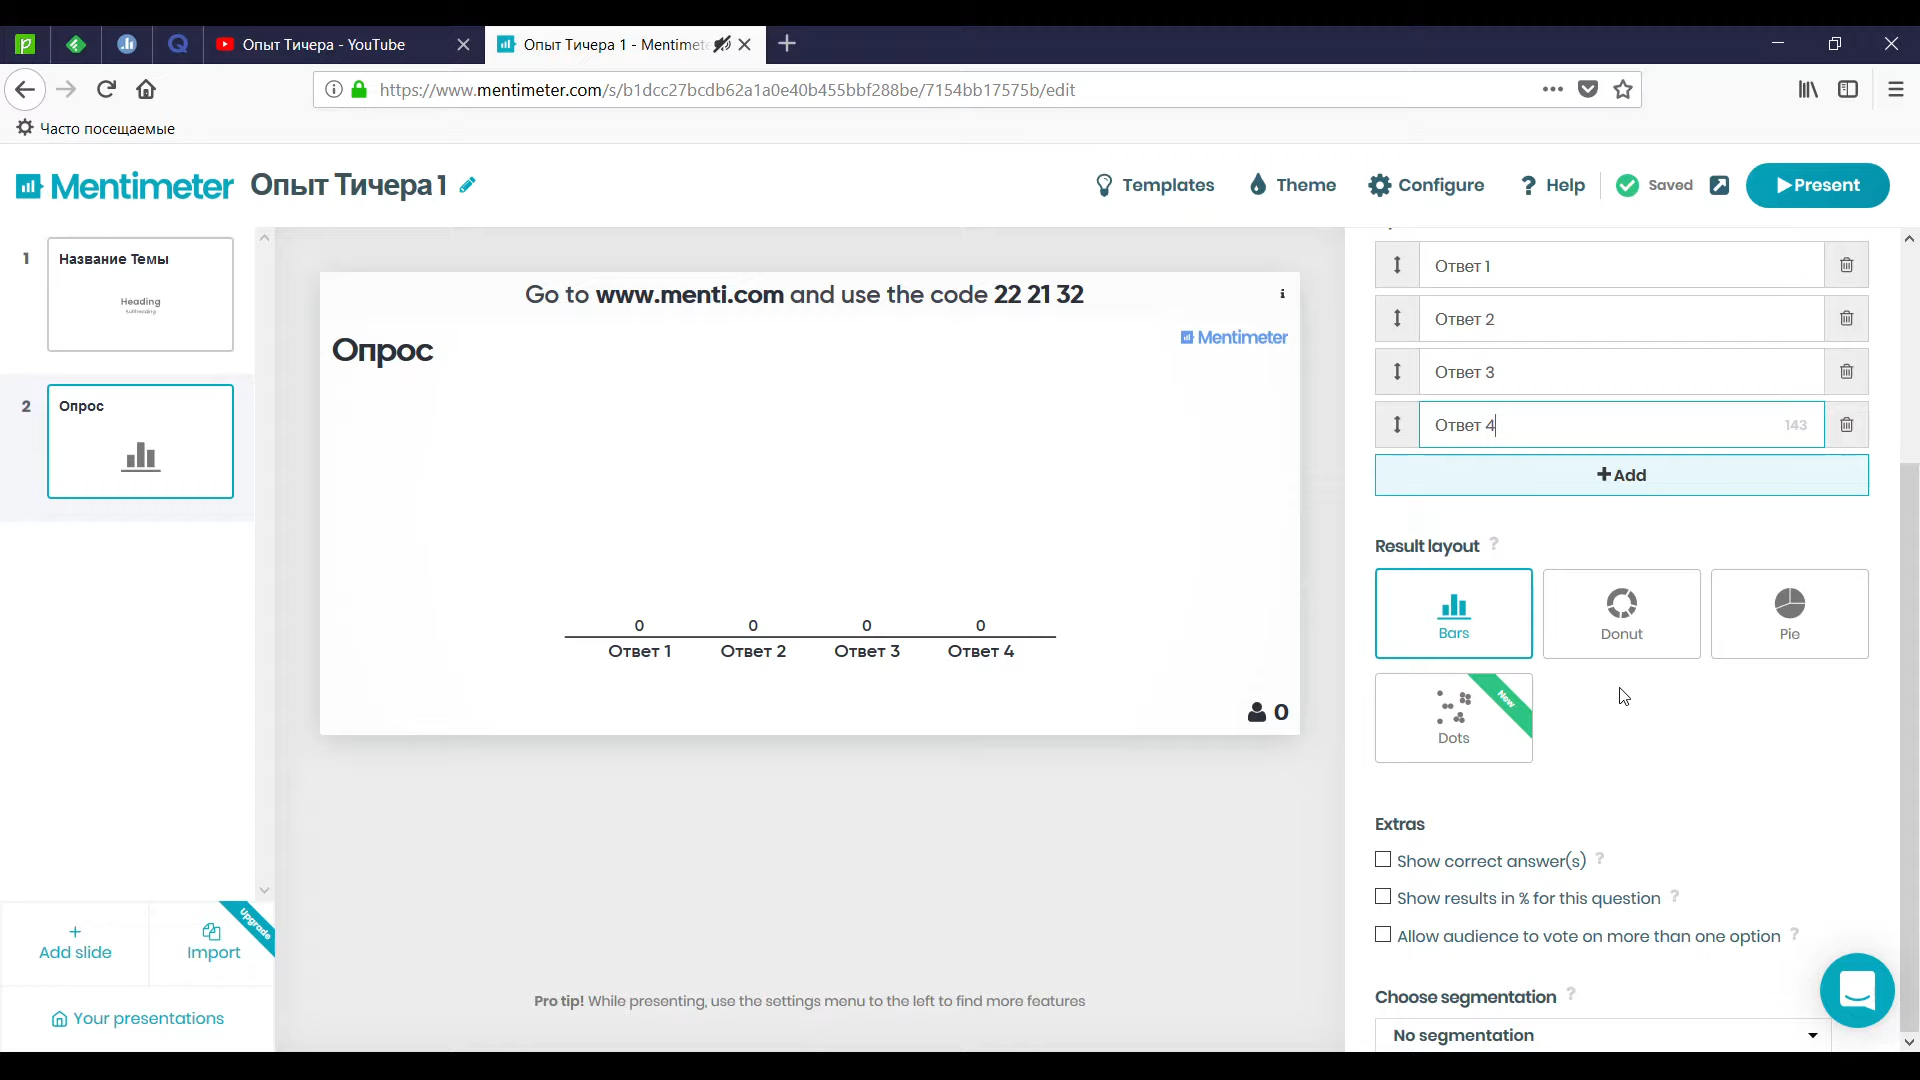 Опыт Тичера - YouTube
Опыт Тичера 1 - Mentimete
https://www.mentimeter.com/s/b1dcc27bcdb62a1a0e40b455bbf288be/7154bb17575b/edit
Часто посещаемые
Mentimeter
Опыт Тичера 1
Templates
Theme
Configure
? Help
Saved
Present
1
Название Темы
Heading
Subheading
2
Опрос
Go to www.menti.com and use the code 22 21 32
i
Mentimeter
Опрос
0 0 0 0
Ответ 1 Ответ 2 Ответ 3 Ответ 4
0
Ответ 1
Ответ 2
Ответ 3
Ответ 4 143
+ Add
Result layout ?
Bars
Donut
Pie
Dots
New
Extras
Show correct answer(s) ?
Show results in % for this question ?
Allow audience to vote on more than one option ?
Choose segmentation ?
No segmentation
+
Add slide
Import
Upgrade
Your presentations
Pro tip! While presenting, use the settings menu to the left to find more features